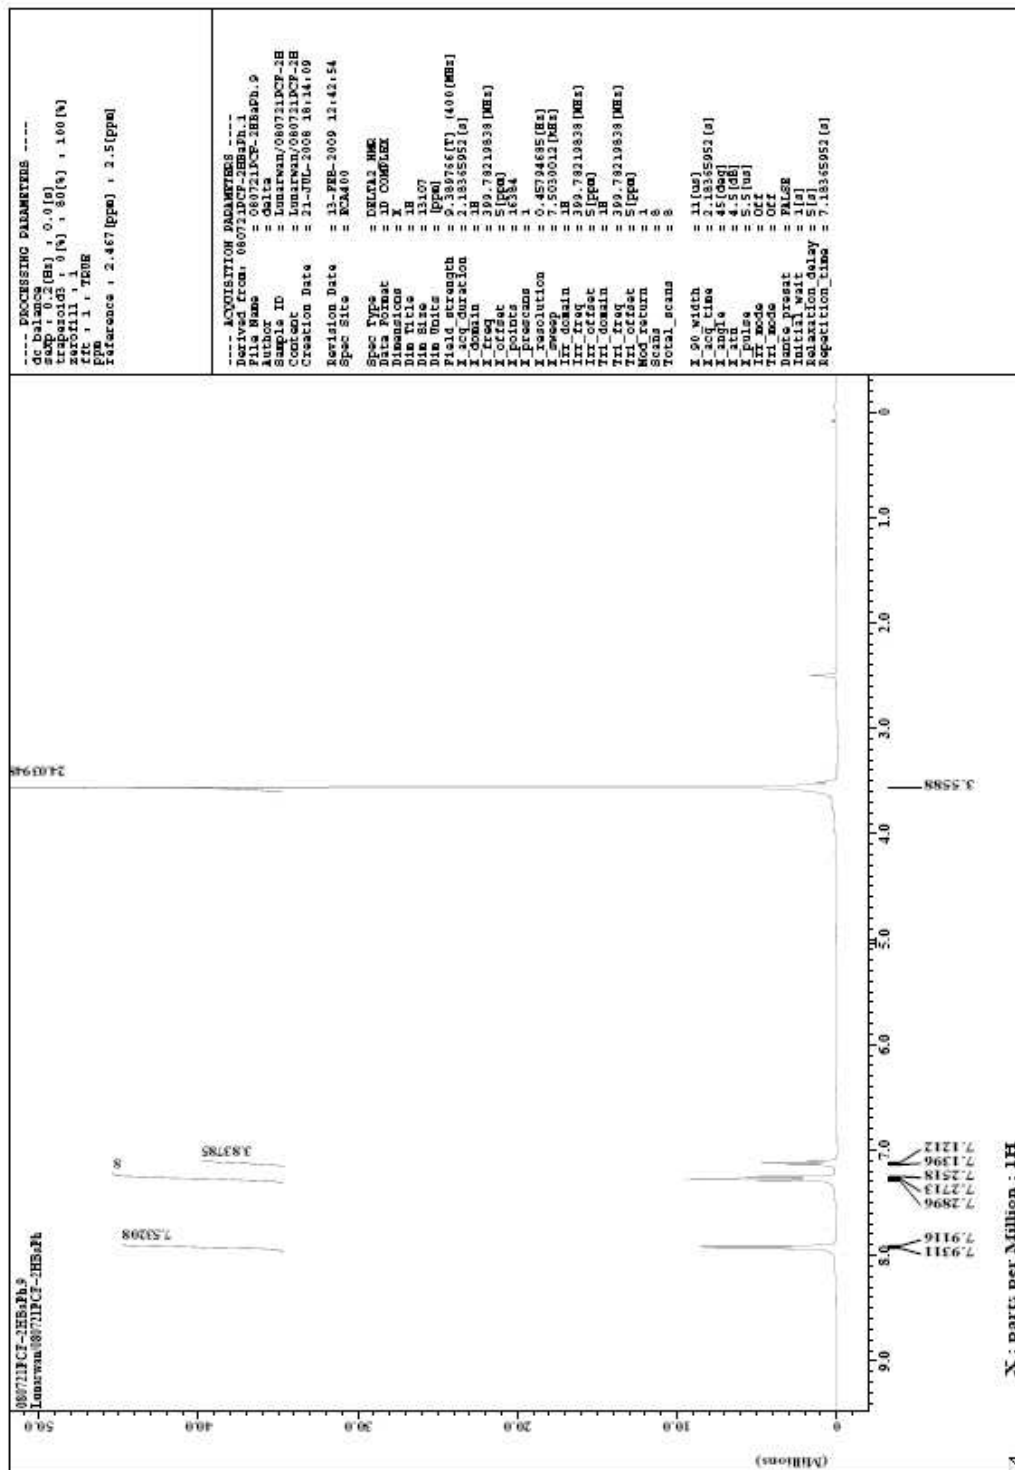 080721PCF-2HBaPh.9
Lunarwan/080721PCF-2HBaPh
---- PROCESSING PARAMETERS ----
dc_balance
sexp : 0.2[Hz] : 0.0[s]
trapezoid3 : 0[%] : 80[%] : 100[%]
zerofill : 1
fft : 1 : TRUE
ppm
reference : 2.467[ppm] : 2.5[ppm]
---- ACQUISITION PARAMETERS ----
Derived from: 080721PCF-2HBaPh.1
File Name = 080721PCF-2HBaPh.9
Author = delta
Sample ID = Lunarwan/080721PCF-2H
Content = Lunarwan/080721PCF-2H
Creation Date = 21-JUL-2008 18:14:09
Revision Date = 13-FEB-2009 12:42:54
Spec Site = ECA400
Spec Type = DELTA2 NMR
Data Format = 1D COMPLEX
Dimensions = X
Dim Title = 1H
Dim Size = 13107
Dim Units = [ppm]
Field_strength = 9.389766[T] (400[MHz]
X_acq_duration = 2.18365952[s]
X_domain = 1H
X_freq = 399.78219838[MHz]
X_offset = 5[ppm]
X_points = 16384
X_prescans = 1
X_resolution = 0.45794685[Hz]
X_sweep = 7.5030012[kHz]
Irr_domain = 1H
Irr_freq = 399.78219838[MHz]
Irr_offset = 5[ppm]
Tri_domain = 1H
Tri_freq = 399.78219838[MHz]
Tri_offset = 5[ppm]
Mod_return = 1
Scans = 8
Total_scans = 8
X_90_width = 11[us]
X_acq_time = 2.18365952[s]
X_angle = 45[deg]
X_atn = 4.5[dB]
X_pulse = 5.5[us]
Irr_mode = Off
Tri_mode = Off
Dante_presat = FALSE
Initial_wait = 1[s]
Relaxation_delay = 5[s]
Repetition_time = 7.18365952[s]
(Millions)
50.0
40.0
30.0
20.0
10.0
0
7.53208
8
3.83785
24.03948
9.0 8.0 7.0 6.0 5.0 4.0 3.0 2.0 1.0 0
7.9311
7.9116
7.2896
7.2713
7.2518
7.1396
7.1212
3.5588
X : parts per Million : 1H